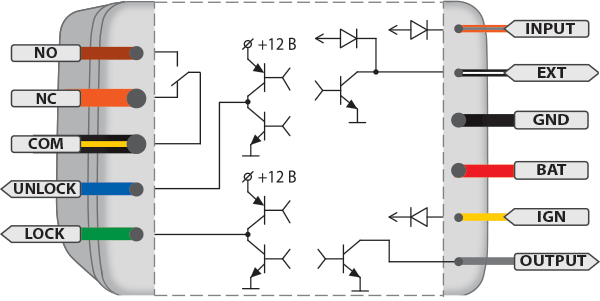 NO
NC
COM
UNLOCK
LOCK
+12 В
+12 В
INPUT
EXT
GND
BAT
IGN
OUTPUT